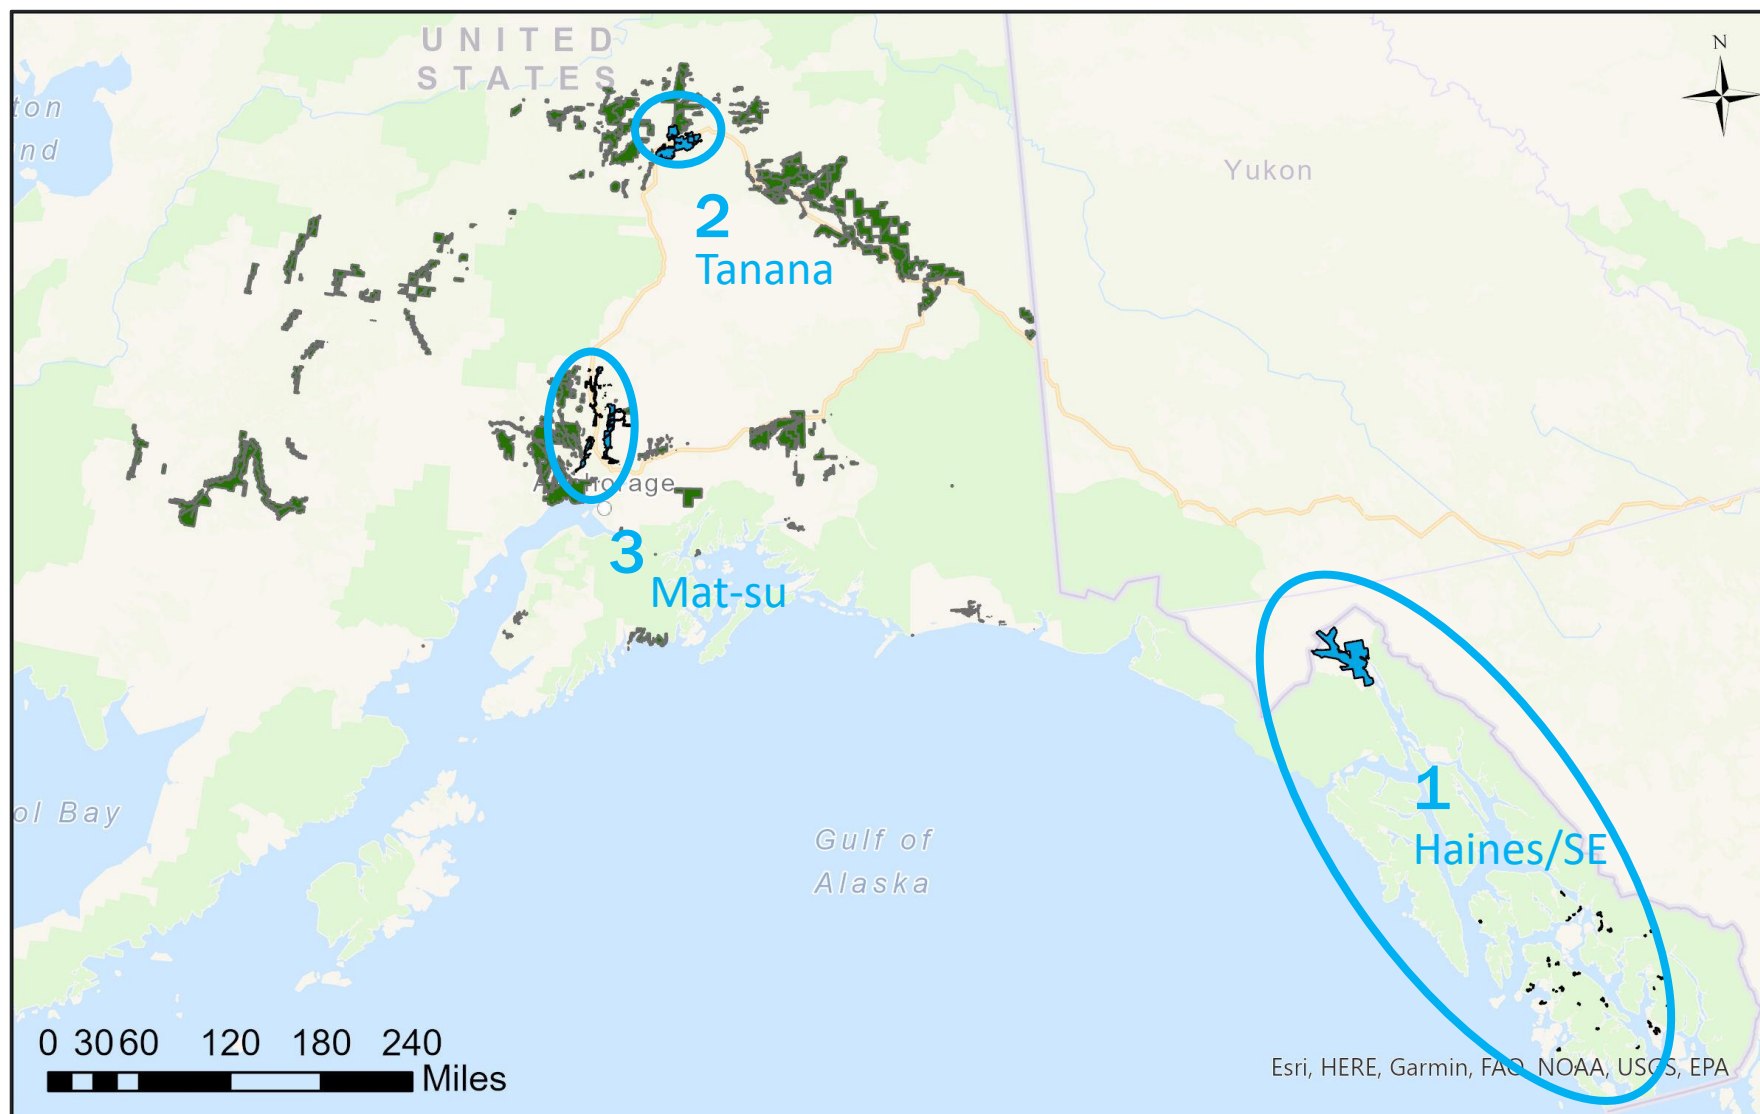 UNITED
STATES
N
ton
nd
Yukon
2
Tanana
Anchorage
3
Mat-su
1
Haines/SE
ol Bay
Gulf of
Alaska
0 30 60 120 180 240
Miles
Esri, HERE, Garmin, FAO, NOAA, USGS, EPA